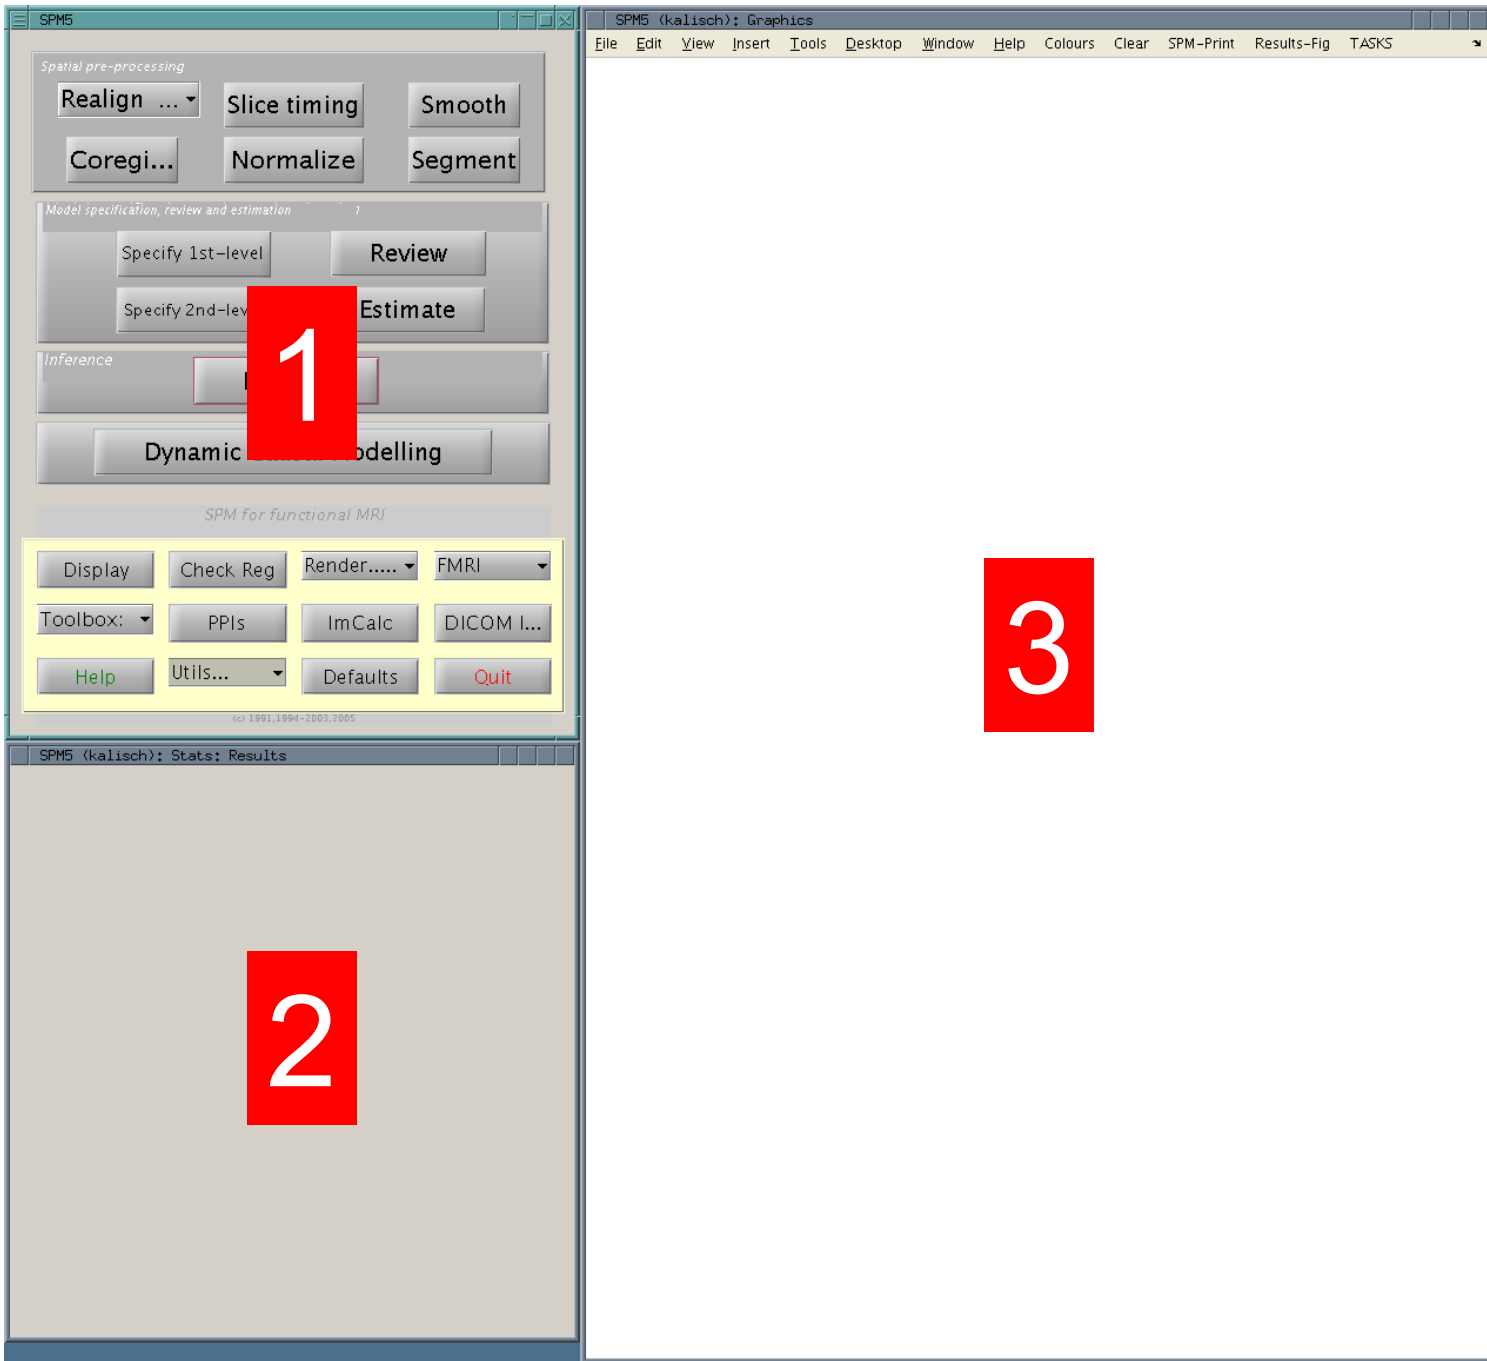 SPM5
Spatial pre-processing
Realign ...
Slice timing
Smooth
Coregi...
Normalize
Segment
Model specification, review and estimation
1
Specify 1st-level
Review
Specify 2nd-lev
Estimate
Inference
1
Dynamic
odelling
SPM for functional MRI
Display
Check Reg
Render.....
FMRI
Toolbox:
PPIs
ImCalc
DICOM I...
Help
Utils...
Defaults
Quit
(c) 1991,1994-2003,2005
SPM5 (kalisch): Stats: Results
2
SPM5 (kalisch): Graphics
File Edit View Insert Tools Desktop Window Help Colours Clear SPM-Print Results-Fig TASKS
3